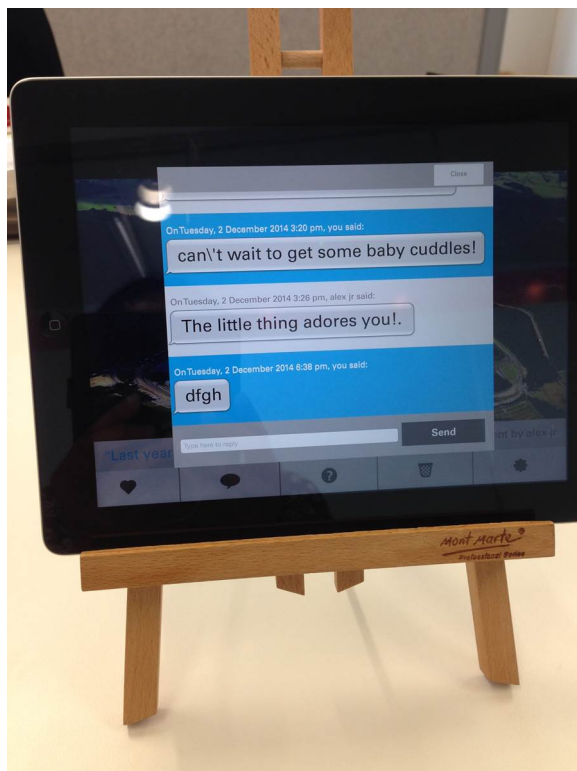 Close
On Tuesday, 2 December 2014 3:20 pm, you said:
can\'t wait to get some baby cuddles!
On Tuesday, 2 December 2014 3:26 pm, alex jr said:
The little thing adores you!.
On Tuesday, 2 December 2014 6:38 pm, you said:
dfgh
Type here to reply
Send
"Last year
nt by alex jr
?
Mont Marte
Professional Series